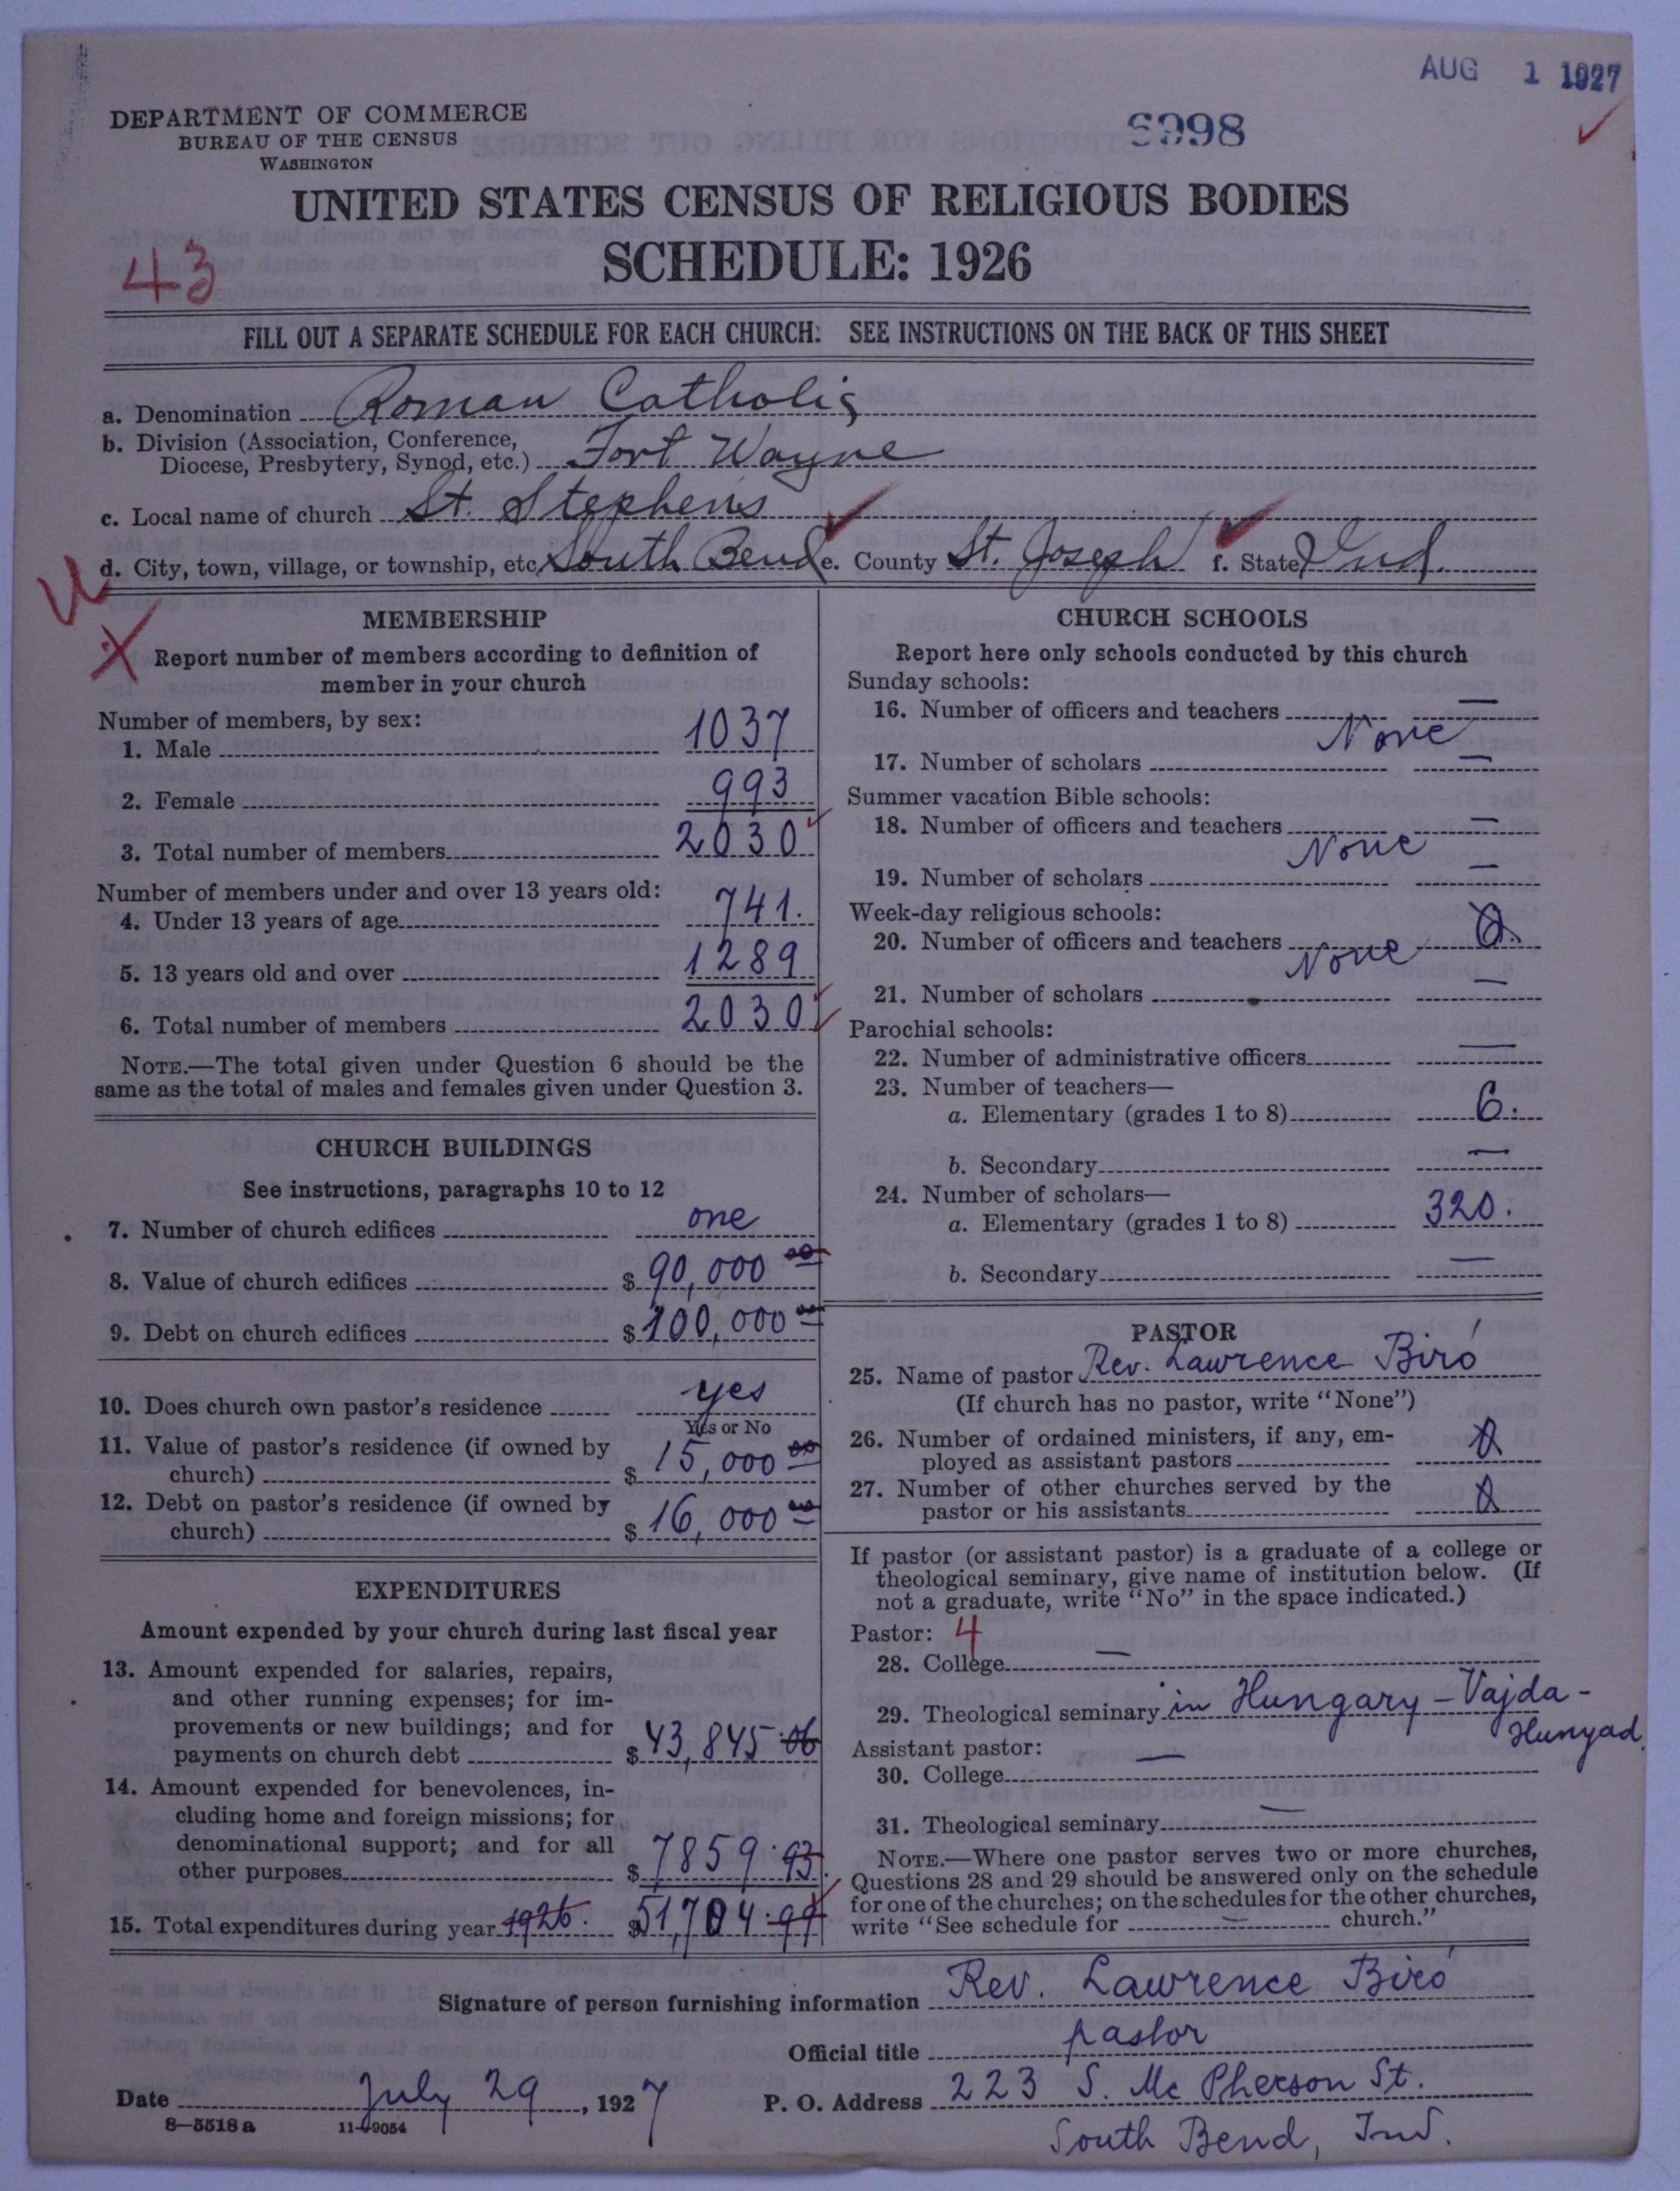 AUG 1 1927
DEPARTMENT OF COMMERCE
BUREAU OF THE CENSUS
WASHINGTON
6998
UNITED STATES CENSUS OF RELIGIOUS BODIES
SCHEDULE: 1926
43
FILL OUT A SEPARATE SCHEDULE FOR EACH CHURCH. SEE INSTRUCTIONS ON THE BACK OF THIS SHEET
a. Denomination Roman Catholic
b. Division (Association, Conference,
Diocese, Presbytery, Synod, etc.) Fort Wayne
c. Local name of church St. Stephen's
d. City, town, village, or township, etc. South Bend e. County St. Joseph f. State Ind.
MEMBERSHIP
Report number of members according to definition of
member in your church
Number of members, by sex:
1. Male 1037
2. Female 993
3. Total number of members 2030
Number of members under and over 13 years old:
4. Under 13 years of age 741.
5. 13 years old and over 1289
6. Total number of members 2030
NOTE.—The total given under Question 6 should be the
same as the total of males and females given under Question 3.
CHURCH BUILDINGS
See instructions, paragraphs 10 to 12
7. Number of church edifices one
8. Value of church edifices $ 90,000 00
9. Debt on church edifices $ 100,000 00
10. Does church own pastor's residence yes
Yes or No
11. Value of pastor's residence (if owned by
church) $ 15,000 00
12. Debt on pastor's residence (if owned by
church) $ 16,000 00
EXPENDITURES
Amount expended by your church during last fiscal year
13. Amount expended for salaries, repairs,
and other running expenses; for im-
provements or new buildings; and for
payments on church debt $ 43,845.06
14. Amount expended for benevolences, in-
cluding home and foreign missions; for
denominational support; and for all
other purposes $ 7859.93
15. Total expenditures during year 1926. $ 51,704.99
CHURCH SCHOOLS
Report here only schools conducted by this church
Sunday schools:
16. Number of officers and teachers —
None
17. Number of scholars —
Summer vacation Bible schools:
18. Number of officers and teachers —
None
19. Number of scholars —
Week-day religious schools:
20. Number of officers and teachers 0.
None
21. Number of scholars —
Parochial schools:
22. Number of administrative officers —
23. Number of teachers—
a. Elementary (grades 1 to 8) 6.
b. Secondary —
24. Number of scholars—
a. Elementary (grades 1 to 8) 320.
b. Secondary —
PASTOR
25. Name of pastor Rev. Lawrence Biró
(If church has no pastor, write "None")
26. Number of ordained ministers, if any, em-
ployed as assistant pastors 0
27. Number of other churches served by the
pastor or his assistants 0
If pastor (or assistant pastor) is a graduate of a college or
theological seminary, give name of institution below. (If
not a graduate, write "No" in the space indicated.)
Pastor: 4
28. College —
29. Theological seminary in Hungary – Vajda-
Hunyad.
Assistant pastor:
30. College —
31. Theological seminary —
NOTE.—Where one pastor serves two or more churches,
Questions 28 and 29 should be answered only on the schedule
for one of the churches; on the schedules for the other churches,
write "See schedule for — church."
Signature of person furnishing information Rev. Lawrence Biró
Official title pastor
Date July 29, 1927 P. O. Address 223 S. Mc Pherson St.
8—5518 a 11—9054 South Bend, Ind.